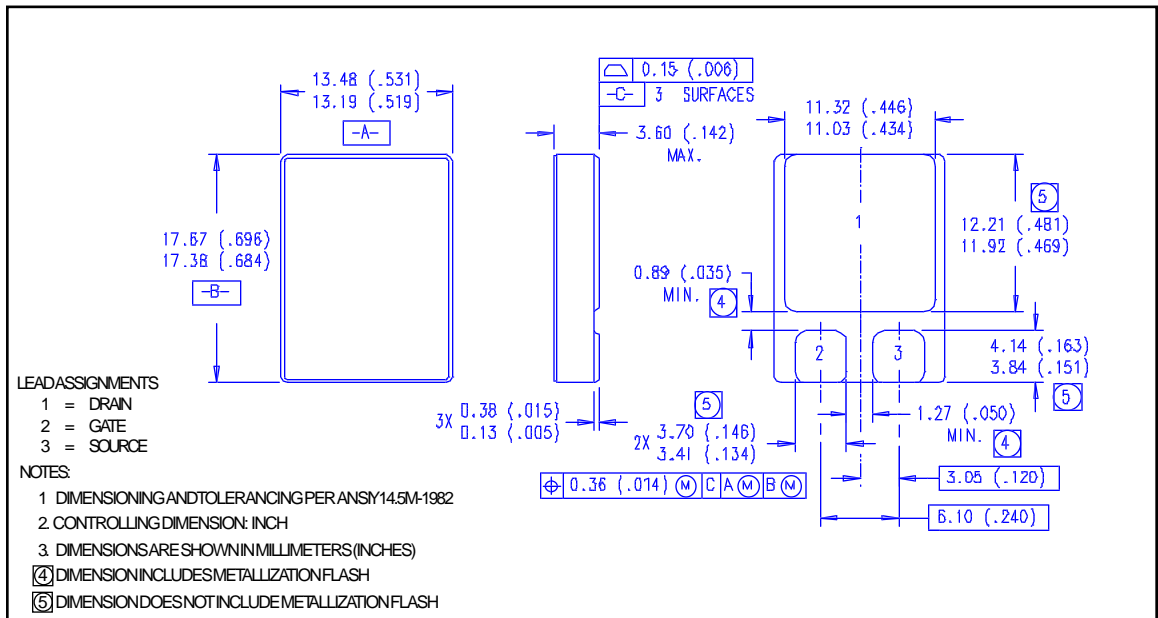 13.48 (.531)
13.19 (.519)
-A-
17.67 (.696)
17.38 (.684)
-B-
0.15 (.006)
-C- 3 SURFACES
3.60 (.142)
MAX.
3X 0.38 (.015)
0.13 (.005)
11.32 (.446)
11.03 (.434)
1
5
12.21 (.481)
11.92 (.469)
0.89 (.035)
MIN. 4
2
3
4.14 (.163)
3.84 (.151)
5
5
2X 3.70 (.146)
3.41 (.134)
1.27 (.050)
MIN. 4
0.36 (.014) M C A M B M
3.05 (.120)
6.10 (.240)
LEAD ASSIGNMENTS
1 = DRAIN
2 = GATE
3 = SOURCE
NOTES:
1 DIMENSIONING AND TOLERANCING PER ANSI Y14.5M-1982
2. CONTROLLING DIMENSION: INCH
3. DIMENSIONS ARE SHOWN IN MILLIMETERS (INCHES)
4 DIMENSION INCLUDES METALLIZATION FLASH
5 DIMENSION DOES NOT INCLUDE METALLIZATION FLASH